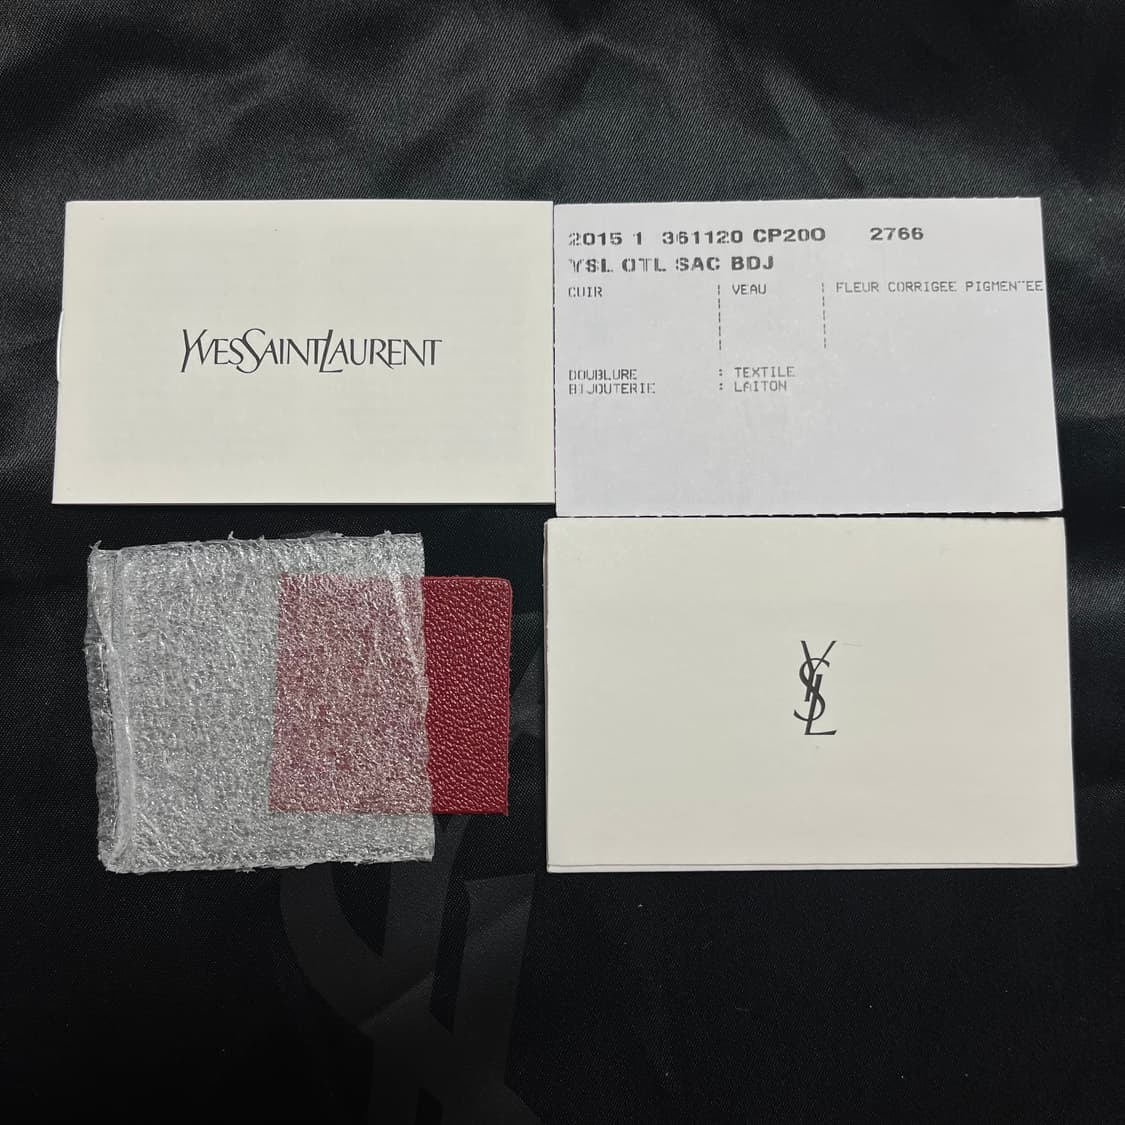 YVESSAINTLAURENT
2015 1 361120 CP20O 2766
YSL OTL SAC BDJ
CUIR ¦ VEAU ¦ FLEUR CORRIGEE PIGMENTEE
DOUBLURE : TEXTILE
BIJOUTERIE : LAITON
YSL